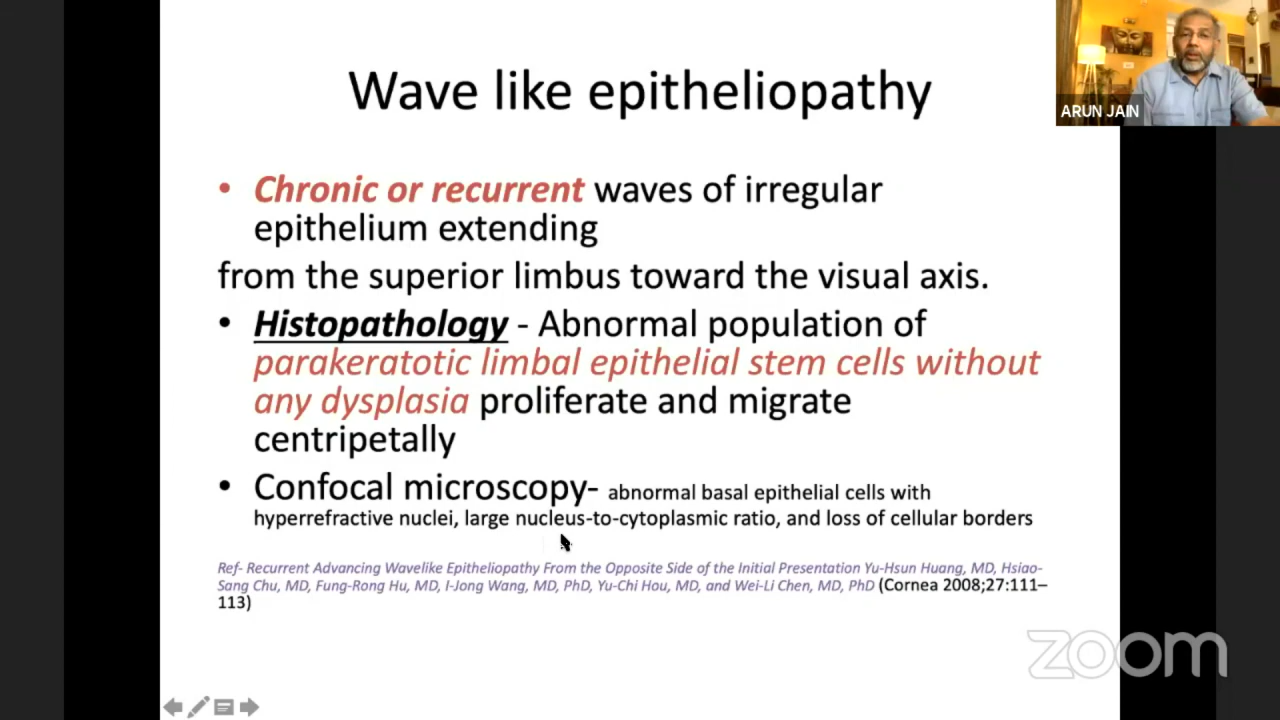 Wave like epitheliopathy
ARUN JAIN
• Chronic or recurrent waves of irregular
epithelium extending
from the superior limbus toward the visual axis.
• Histopathology - Abnormal population of
parakeratotic limbal epithelial stem cells without
any dysplasia proliferate and migrate
centripetally
• Confocal microscopy- abnormal basal epithelial cells with
hyperrefractive nuclei, large nucleus-to-cytoplasmic ratio, and loss of cellular borders
Ref- Recurrent Advancing Wavelike Epitheliopathy From the Opposite Side of the Initial Presentation Yu-Hsun Huang, MD, Hsiao-
Sang Chu, MD, Fung-Rong Hu, MD, I-Jong Wang, MD, PhD, Yu-Chi Hou, MD, and Wei-Li Chen, MD, PhD (Cornea 2008;27:111–
113)
zoom